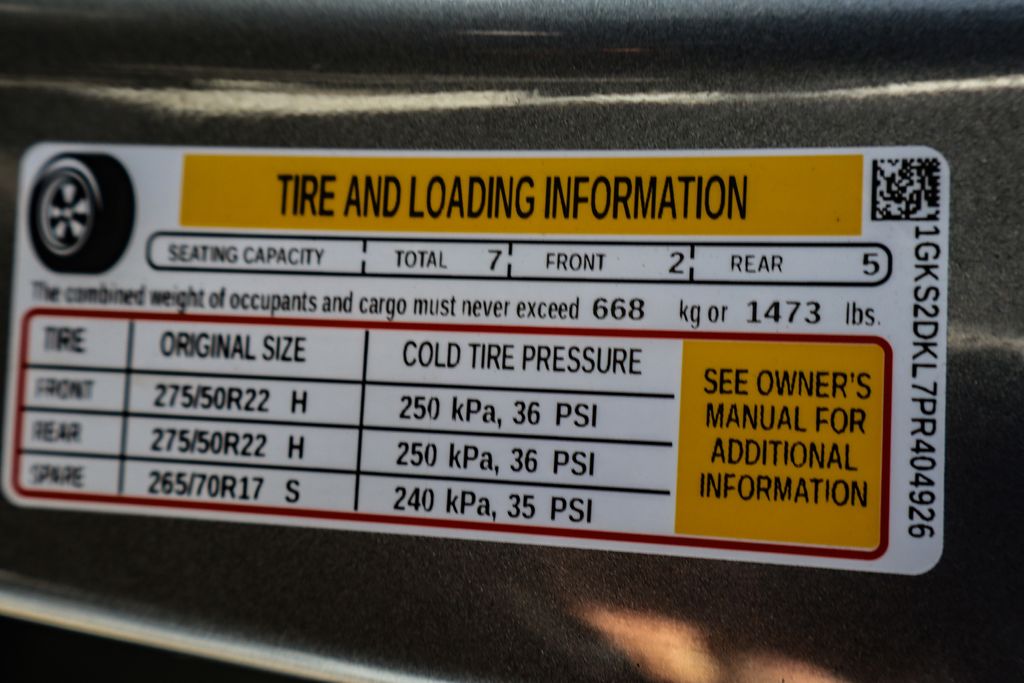 TIRE AND LOADING INFORMATION
SEATING CAPACITY TOTAL 7 FRONT 2 REAR 5
The combined weight of occupants and cargo must never exceed 668 kg or 1473 lbs.
TIRE ORIGINAL SIZE COLD TIRE PRESSURE
FRONT 275/50R22 H 250 kPa, 36 PSI
REAR 275/50R22 H 250 kPa, 36 PSI
SPARE 265/70R17 S 240 kPa, 35 PSI
SEE OWNER'S
MANUAL FOR
ADDITIONAL
INFORMATION
1GKS2DKL7PR404926